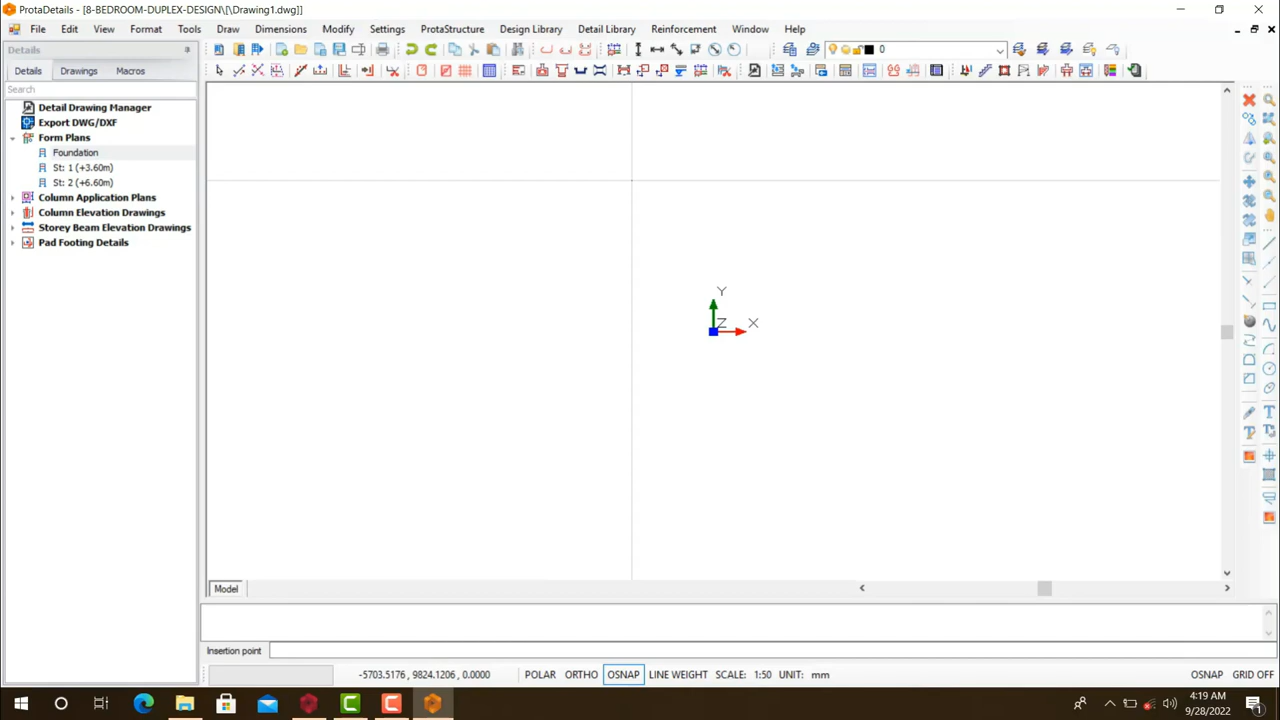 ProtaDetails - [8-BEDROOM-DUPLEX-DESIGN\[\Drawing1.dwg]]
File Edit View Format Tools Draw Dimensions Modify Settings ProtaStructure Design Library Detail Library Reinforcement Window Help
Details
0
Details Drawings Macros
Search
Detail Drawing Manager
Export DWG/DXF
Form Plans
Foundation
St: 1 (+3.60m)
St: 2 (+6.60m)
Column Application Plans
Column Elevation Drawings
Storey Beam Elevation Drawings
Pad Footing Details
Y
Z X
Model
Insertion point
-5703.5176, 9824.1206, 0.0000 POLAR ORTHO OSNAP LINE WEIGHT SCALE: 1:50 UNIT: mm OSNAP GRID OFF
4:19 AM
9/28/2022
1